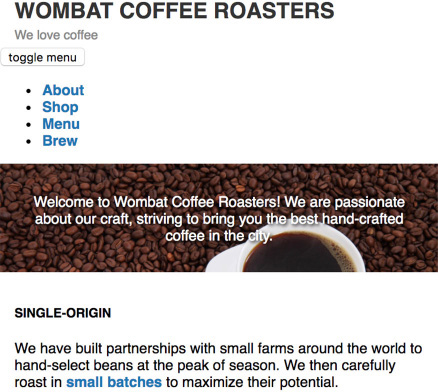 WOMBAT COFFEE ROASTERS
We love coffee
toggle menu
About
Shop
Menu
Brew
Welcome to Wombat Coffee Roasters! We are passionate
about our craft, striving to bring you the best hand-crafted
coffee in the city.
SINGLE-ORIGIN
We have built partnerships with small farms around the world to
hand-select beans at the peak of season. We then carefully
roast in small batches to maximize their potential.